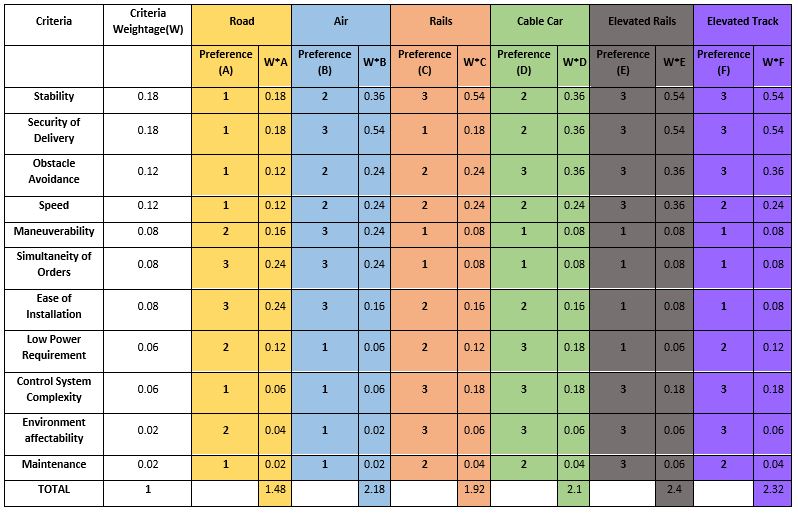 Criteria Criteria Weightage(W) Road Air Rails Cable Car Elevated Rails Elevated Track
Preference (A) W*A Preference (B) W*B Preference (C) W*C Preference (D) W*D Preference (E) W*E Preference (F) W*F
Stability 0.18 1 0.18 2 0.36 3 0.54 2 0.36 3 0.54 3 0.54
Security of Delivery 0.18 1 0.18 3 0.54 1 0.18 2 0.36 3 0.54 3 0.54
Obstacle Avoidance 0.12 1 0.12 2 0.24 2 0.24 3 0.36 3 0.36 3 0.36
Speed 0.12 1 0.12 2 0.24 2 0.24 2 0.24 3 0.36 2 0.24
Maneuverability 0.08 2 0.16 3 0.24 1 0.08 1 0.08 1 0.08 1 0.08
Simultaneity of Orders 0.08 3 0.24 3 0.24 1 0.08 1 0.08 1 0.08 1 0.08
Ease of Installation 0.08 3 0.24 3 0.16 2 0.16 2 0.16 1 0.08 1 0.08
Low Power Requirement 0.06 2 0.12 1 0.06 2 0.12 3 0.18 1 0.06 2 0.12
Control System Complexity 0.06 1 0.06 1 0.06 3 0.18 3 0.18 3 0.18 3 0.18
Environment affectability 0.02 2 0.04 1 0.02 3 0.06 3 0.06 3 0.06 3 0.06
Maintenance 0.02 1 0.02 1 0.02 2 0.04 2 0.04 3 0.06 2 0.04
TOTAL 1 1.48 2.18 1.92 2.1 2.4 2.32